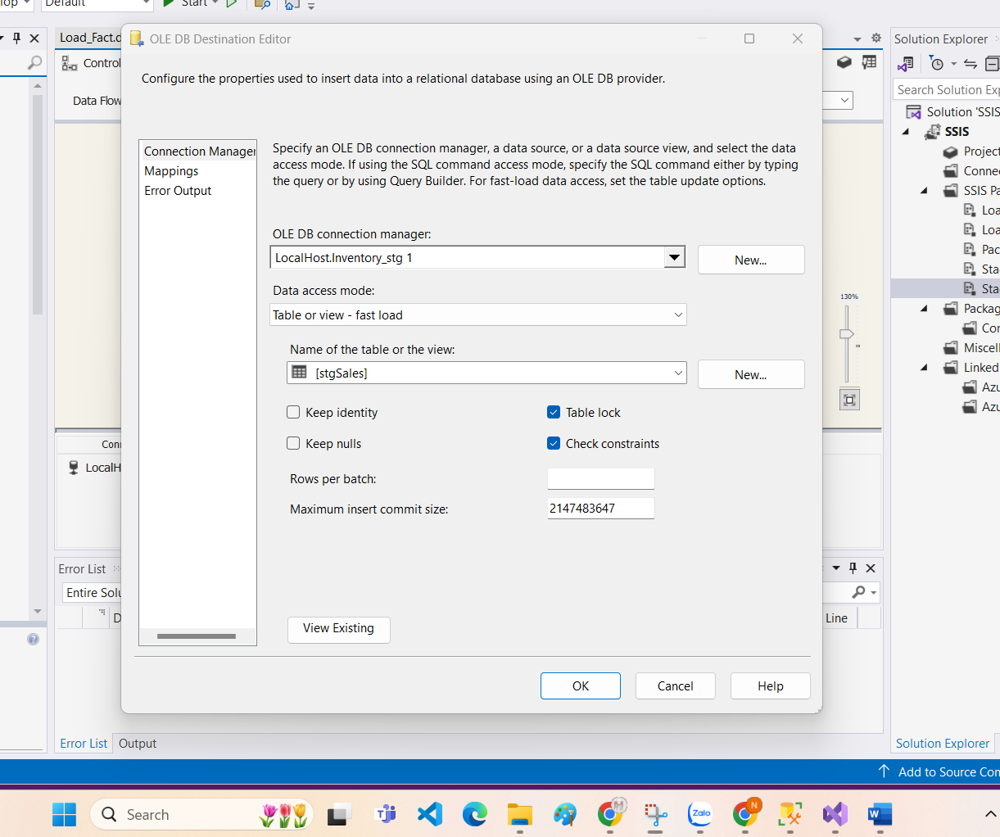 Default
Start
Load_Fact.d
OLE DB Destination Editor
Solution Explorer
Control
Configure the properties used to insert data into a relational database using an OLE DB provider.
Data Flow
Search Solution Exp
Solution 'SSIS
SSIS
Connection Manager
Mappings
Error Output
Specify an OLE DB connection manager, a data source, or a data source view, and select the data
access mode. If using the SQL command access mode, specify the SQL command either by typing
the query or by using Query Builder. For fast-load data access, set the table update options.
Project
Connec
SSIS Pa
Loa
Loa
Pac
Sta
Sta
Packag
Con
Miscell
Linked
Azu
Azu
OLE DB connection manager:
LocalHost.Inventory_stg 1
New...
Data access mode:
Table or view - fast load
130%
Name of the table or the view:
[stgSales]
New...
Keep identity
Table lock
Keep nulls
Check constraints
Conn
LocalH
Rows per batch:
Maximum insert commit size:
2147483647
Error List
Entire Solu
D
Line
View Existing
OK
Cancel
Help
Error List
Output
Solution Explorer
Add to Source Con
Search
Zalo
N